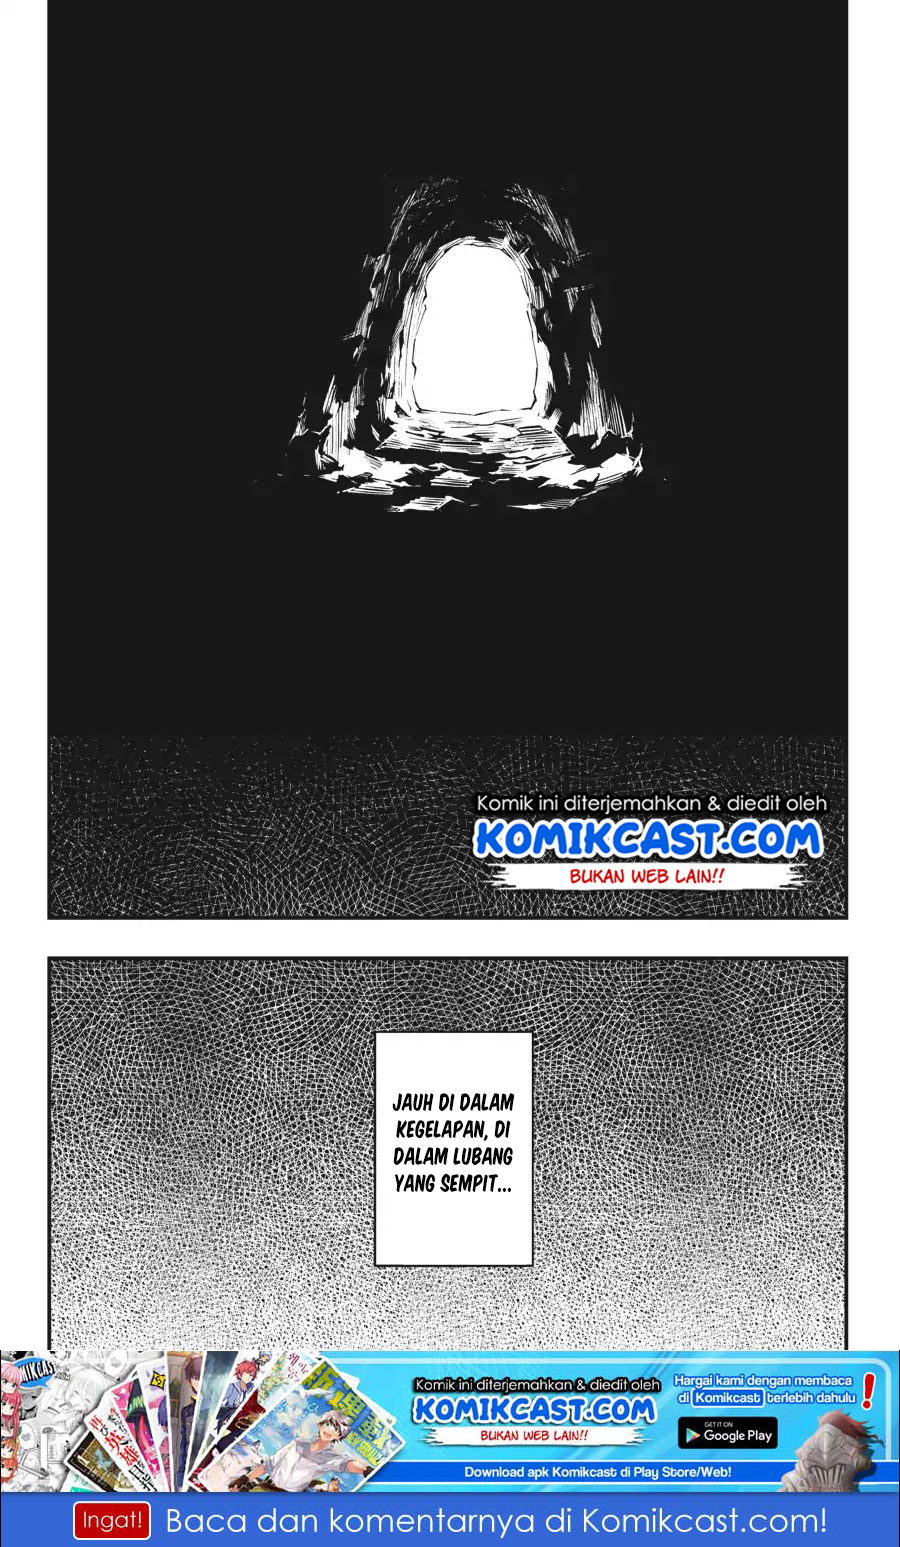 Komik ini diterjemahkan & diedit oleh
KOMIKCAST.COM
BUKAN WEB LAIN!!
JAUH DI DALAM
KEGELAPAN, DI
DALAM LUBANG
YANG SEMPIT...
Komik ini diterjemahkan & diedit oleh
KOMIKCAST.COM
BUKAN WEB LAIN!!
Hargai kami dengan membaca
di Komikcast terlebih dahulu !
GET IT ON
Google Play
Download apk Komikcast di Play Store/Web!
Ingat! Baca dan komentarnya di Komikcast.com!